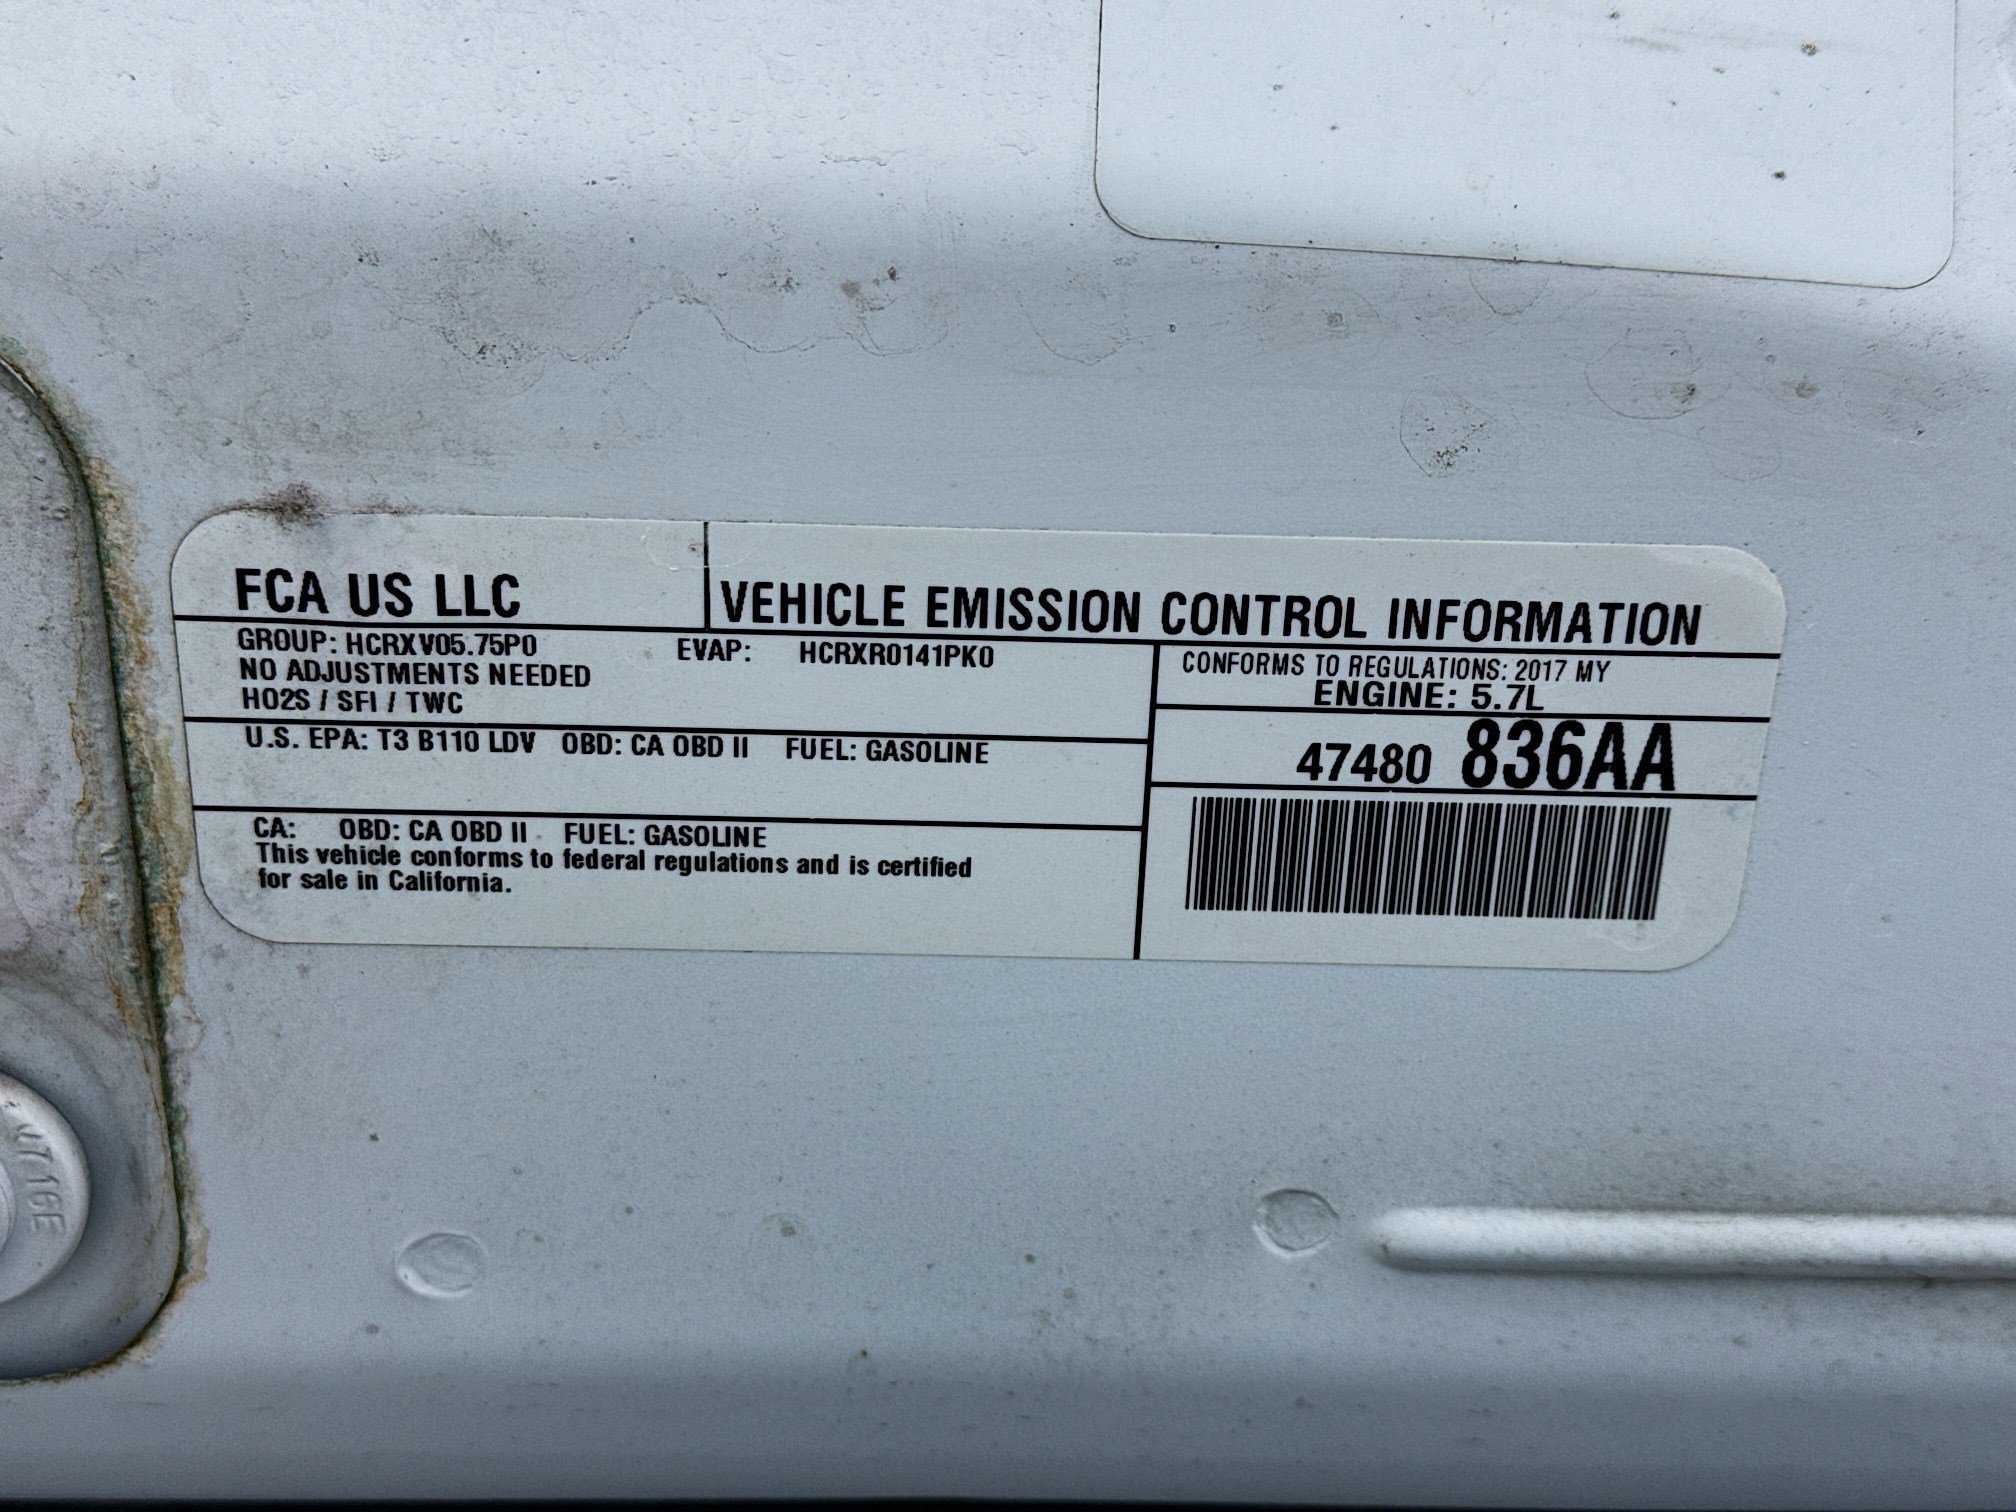 FCA US LLC
VEHICLE EMISSION CONTROL INFORMATION
GROUP: HCRXV05.75P0 EVAP: HCRXR0141PK0
NO ADJUSTMENTS NEEDED
HO2S / SFI / TWC
CONFORMS TO REGULATIONS: 2017 MY
ENGINE: 5.7L
U.S. EPA: T3 B110 LDV OBD: CA OBD II FUEL: GASOLINE
47480 836AA
CA: OBD: CA OBD II FUEL: GASOLINE
This vehicle conforms to federal regulations and is certified
for sale in California.